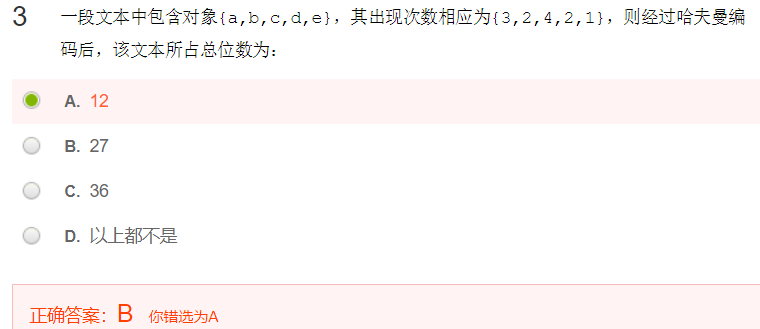 3 一段文本中包含对象{a,b,c,d,e}，其出现次数相应为{3,2,4,2,1}，则经过哈夫曼编
码后，该文本所占总位数为：
A. 12
B. 27
C. 36
D. 以上都不是
正确答案：B 你错选为A